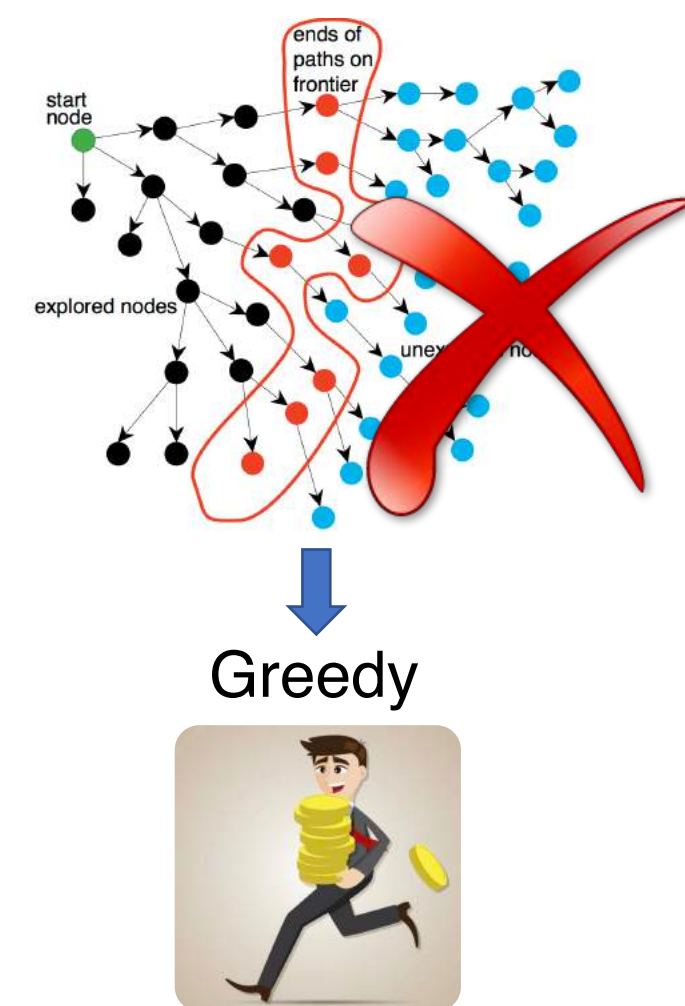 ends of
paths on
frontier
start
node
explored nodes
Greedy